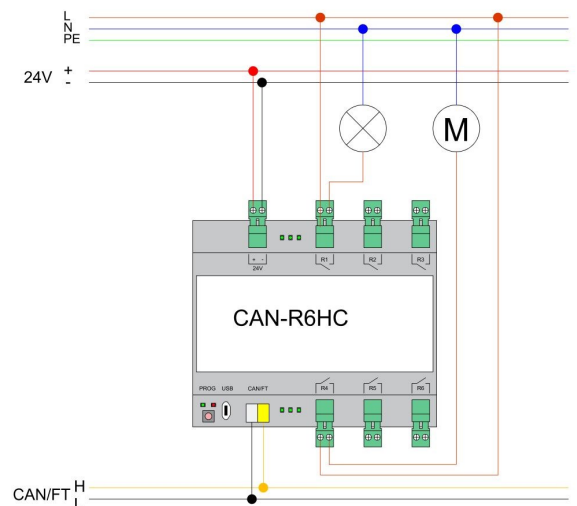 L
N
PE
24V + -
M
+ -
24V
R1
R2
R3
CAN-R6HC
PROG USB CAN/FT
R4
R5
R6
CAN/FT H
L